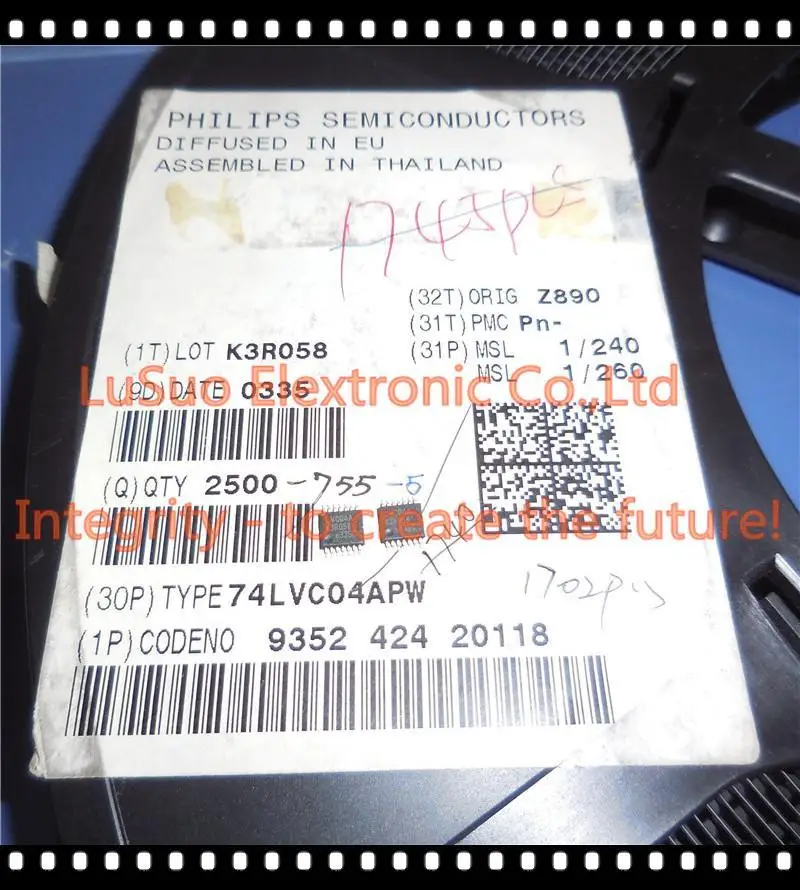 PHILIPS SEMICONDUCTORS
DIFFUSED IN EU
ASSEMBLED IN THAILAND
1745pcs
(32T) ORIG Z890
(31T) PMC Pn-
(1T) LOT K3R058
(31P) MSL 1/240
MSL 1/260
(9D) DATE 0335
LuSuo Elextronic Co.,Ltd
(Q) QTY 2500 -755 -5
Integrity - to create the future!
(30P) TYPE 74LVC04APW
1702pcs
(1P) CODENO 9352 424 20118